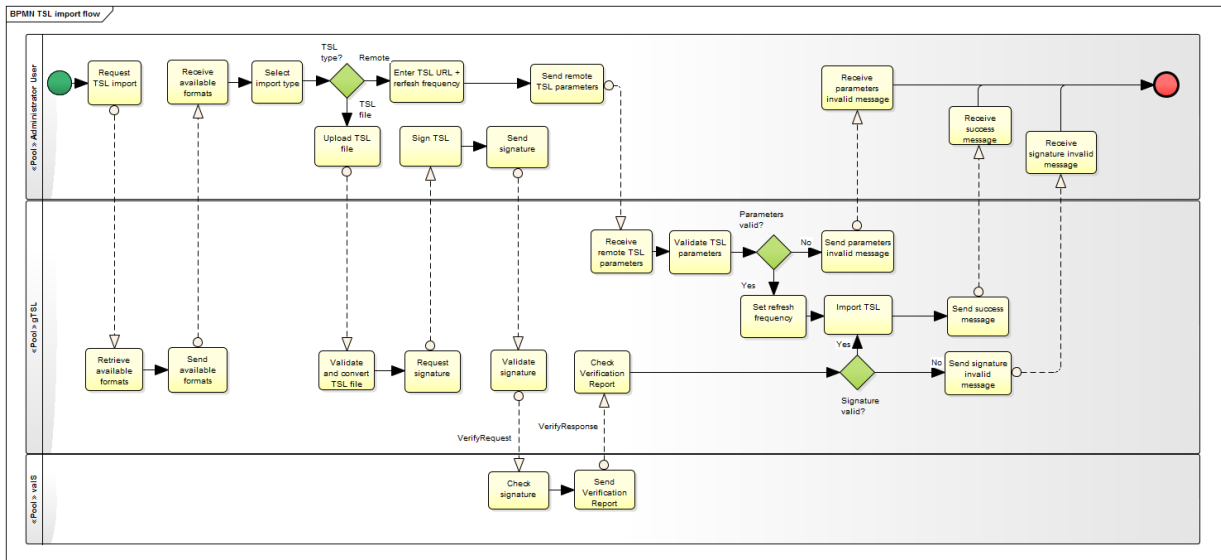 BPMN TSL import flow
«Pool» Administrator User
Request
TSL import
Receive
available
formats
Select
import type
TSL
type?
Remote
Enter TSL URL +
rerfesh frequency
Send remote
TSL parameters
TSL
file
Upload TSL
file
Sign TSL
Send
signature
Receive
parameters
invalid message
Receive
success
message
Receive
signature invalid
message
«Pool» gTSL
Receive
remote TSL
parameters
Validate TSL
parameters
Parameters
valid?
No
Send parameters
invalid message
Yes
Set refresh
frequency
Import TSL
Send success
message
Retrieve
available
formats
Send
available
formats
Validate
and convert
TSL file
Request
signature
Validate
signature
Check
Verification
Report
Yes
Signature
valid?
No
Send signature
invalid
message
VerifyRequest
VerifyResponse
«Pool» valS
Check
signature
Send
Verification
Report